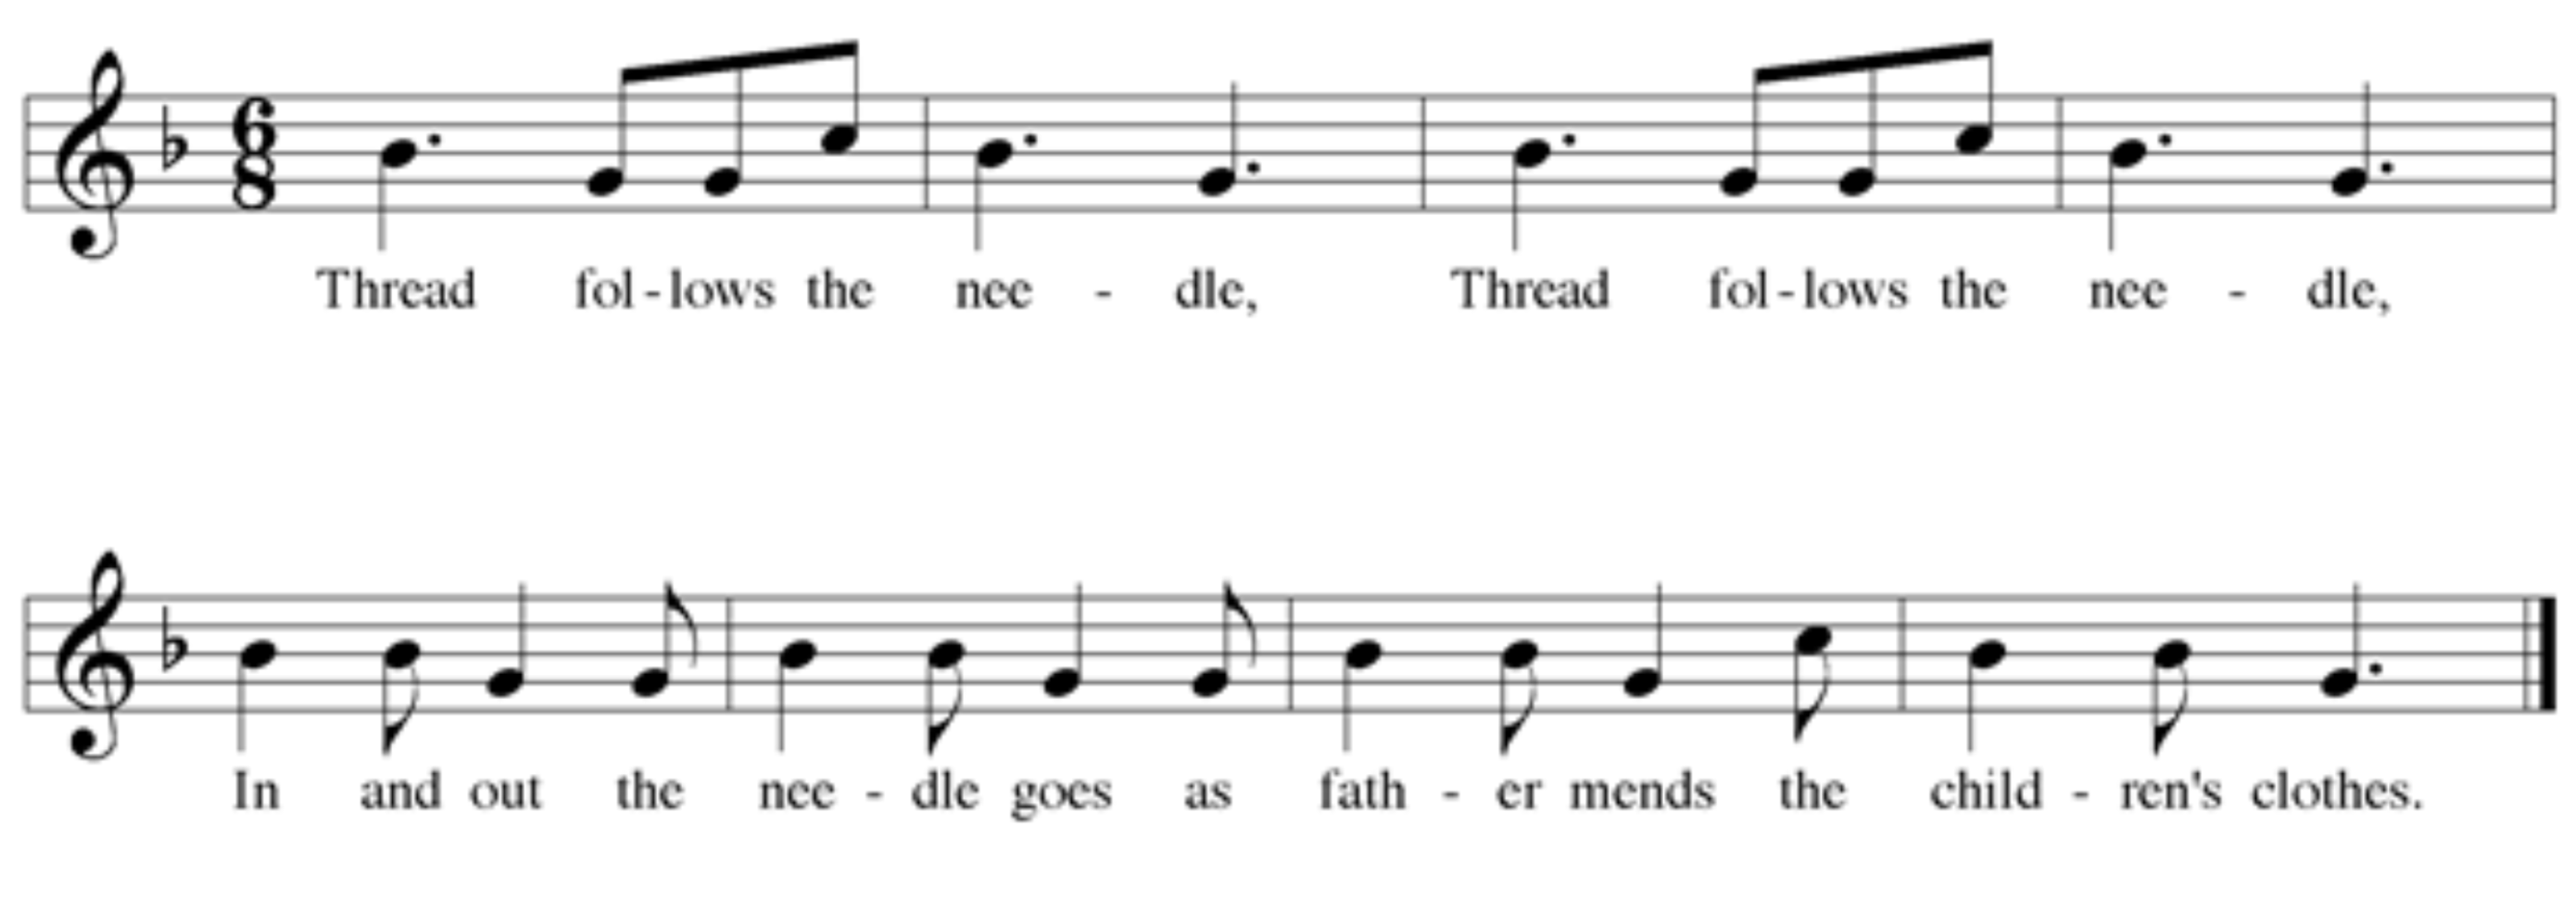 6
8
Thread fol - lows the nee - dle, Thread fol - lows the nee - dle,
In and out the nee - dle goes as fath - er mends the child - ren's clothes.